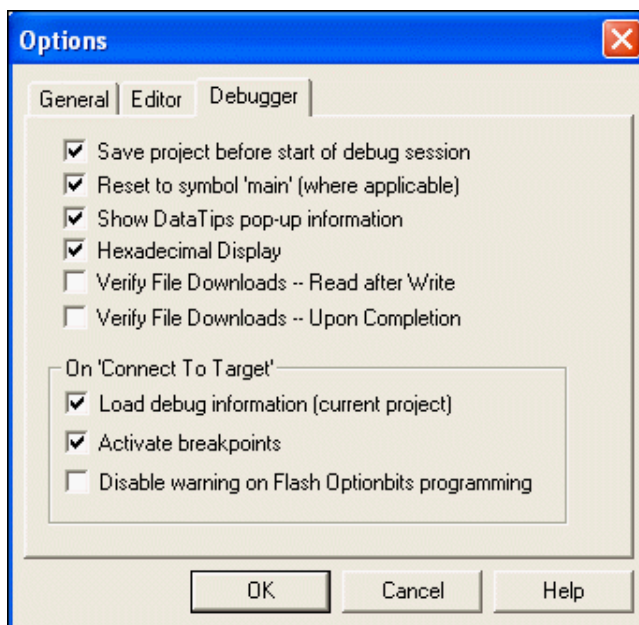 Options
General Editor Debugger
Save project before start of debug session
Reset to symbol 'main' (where applicable)
Show DataTips pop-up information
Hexadecimal Display
Verify File Downloads -- Read after Write
Verify File Downloads -- Upon Completion
On 'Connect To Target'
Load debug information (current project)
Activate breakpoints
Disable warning on Flash Optionbits programming
OK Cancel Help